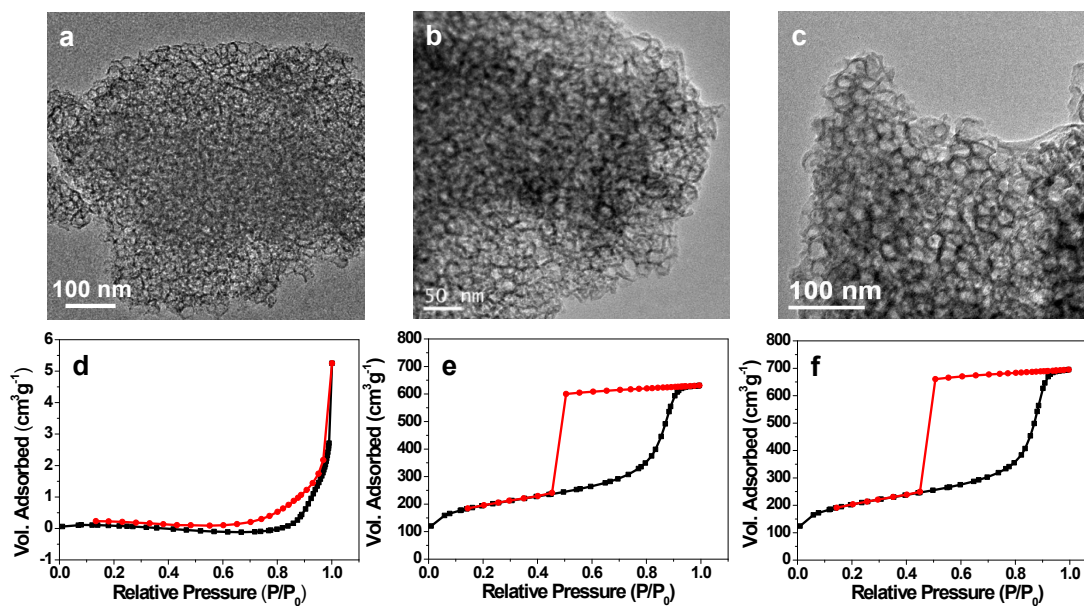 a
b
c
100 nm
50 nm
100 nm
d
e
f
Vol. Adsorbed (cm³g⁻¹)
6
5
4
3
2
1
0
-1
0.0 0.2 0.4 0.6 0.8 1.0
Relative Pressure (P/P₀)
Vol. Adsorbed (cm³g⁻¹)
800
700
600
500
400
300
200
100
0
0.0 0.2 0.4 0.6 0.8 1.0
Relative Pressure (P/P₀)
Vol. Adsorbed (cm³g⁻¹)
800
700
600
500
400
300
200
100
0
0.0 0.2 0.4 0.6 0.8 1.0
Relative Pressure (P/P₀)